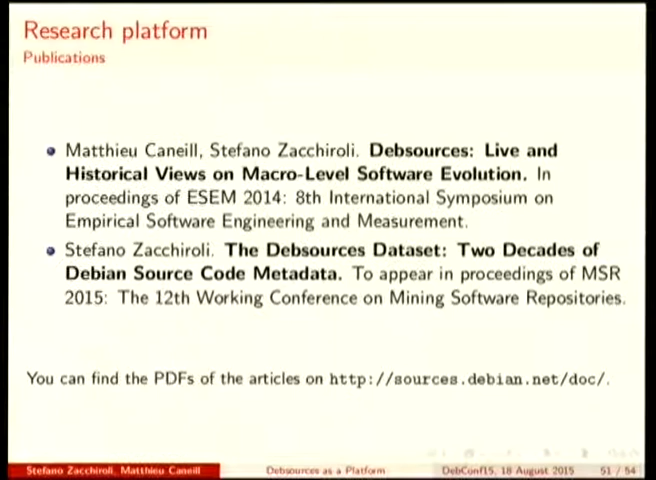 Research platform
Publications
Matthieu Caneill, Stefano Zacchiroli. Debsources: Live and
Historical Views on Macro-Level Software Evolution. In
proceedings of ESEM 2014: 8th International Symposium on
Empirical Software Engineering and Measurement.
Stefano Zacchiroli. The Debsources Dataset: Two Decades of
Debian Source Code Metadata. To appear in proceedings of MSR
2015: The 12th Working Conference on Mining Software Repositories.
You can find the PDFs of the articles on http://sources.debian.net/doc/.
Stefano Zacchiroli, Matthieu Caneill
Debsources as a Platform
DebConf15, 18 August 2015
51 / 54